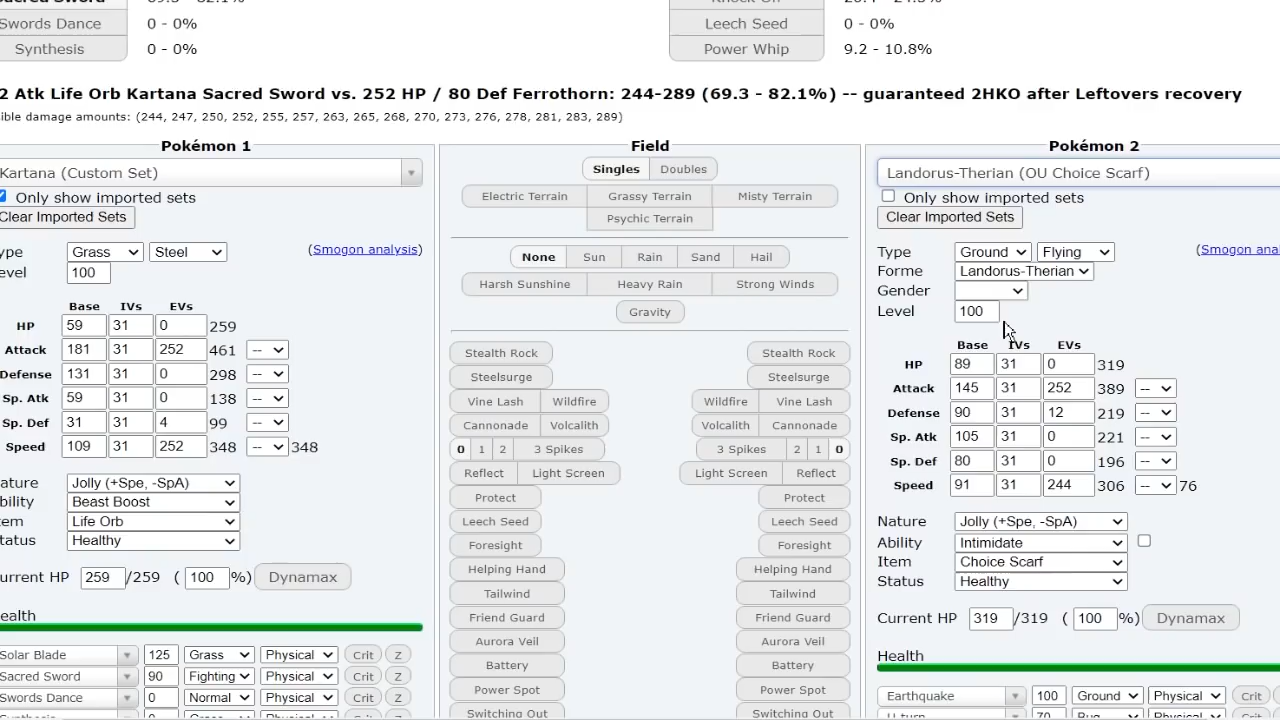 Swords Dance 0 - 0% Leech Seed 0 - 0%
Synthesis 0 - 0% Power Whip 9.2 - 10.8%
2 Atk Life Orb Kartana Sacred Sword vs. 252 HP / 80 Def Ferrothorn: 244-289 (69.3 - 82.1%) -- guaranteed 2HKO after Leftovers recovery
ible damage amounts: (244, 247, 250, 252, 255, 257, 263, 265, 268, 270, 273, 276, 278, 281, 283, 289)
Pokémon 1
Kartana (Custom Set)
Only show imported sets
Clear Imported Sets
ype Grass Steel (Smogon analysis)
evel 100
Base IVs EVs
HP 59 31 0 259
Attack 181 31 252 461 --
Defense 131 31 0 298 --
Sp. Atk 59 31 0 138 --
Sp. Def 31 31 4 99 --
Speed 109 31 252 348 -- 348
ature Jolly (+Spe, -SpA)
bility Beast Boost
em Life Orb
atus Healthy
urrent HP 259 /259 ( 100 %) Dynamax
ealth
Solar Blade 125 Grass Physical Crit Z
Sacred Sword 90 Fighting Physical Crit Z
Swords Dance 0 Normal Physical Crit Z
Field
Singles Doubles
Electric Terrain Grassy Terrain Misty Terrain
Psychic Terrain
None Sun Rain Sand Hail
Harsh Sunshine Heavy Rain Strong Winds
Gravity
Stealth Rock Stealth Rock
Steelsurge Steelsurge
Vine Lash Wildfire Wildfire Vine Lash
Cannonade Volcalith Volcalith Cannonade
0 1 2 3 Spikes 3 Spikes 2 1 0
Reflect Light Screen Light Screen Reflect
Protect Protect
Leech Seed Leech Seed
Foresight Foresight
Helping Hand Helping Hand
Tailwind Tailwind
Friend Guard Friend Guard
Aurora Veil Aurora Veil
Battery Battery
Power Spot Power Spot
Switching Out Switching Out
Pokémon 2
Landorus-Therian (OU Choice Scarf)
Only show imported sets
Clear Imported Sets
Type Ground Flying (Smogon ana
Forme Landorus-Therian
Gender
Level 100
Base IVs EVs
HP 89 31 0 319
Attack 145 31 252 389 --
Defense 90 31 12 219 --
Sp. Atk 105 31 0 221 --
Sp. Def 80 31 0 196 --
Speed 91 31 244 306 -- 76
Nature Jolly (+Spe, -SpA)
Ability Intimidate
Item Choice Scarf
Status Healthy
Current HP 319 /319 ( 100 %) Dynamax
Health
Earthquake 100 Ground Physical Crit